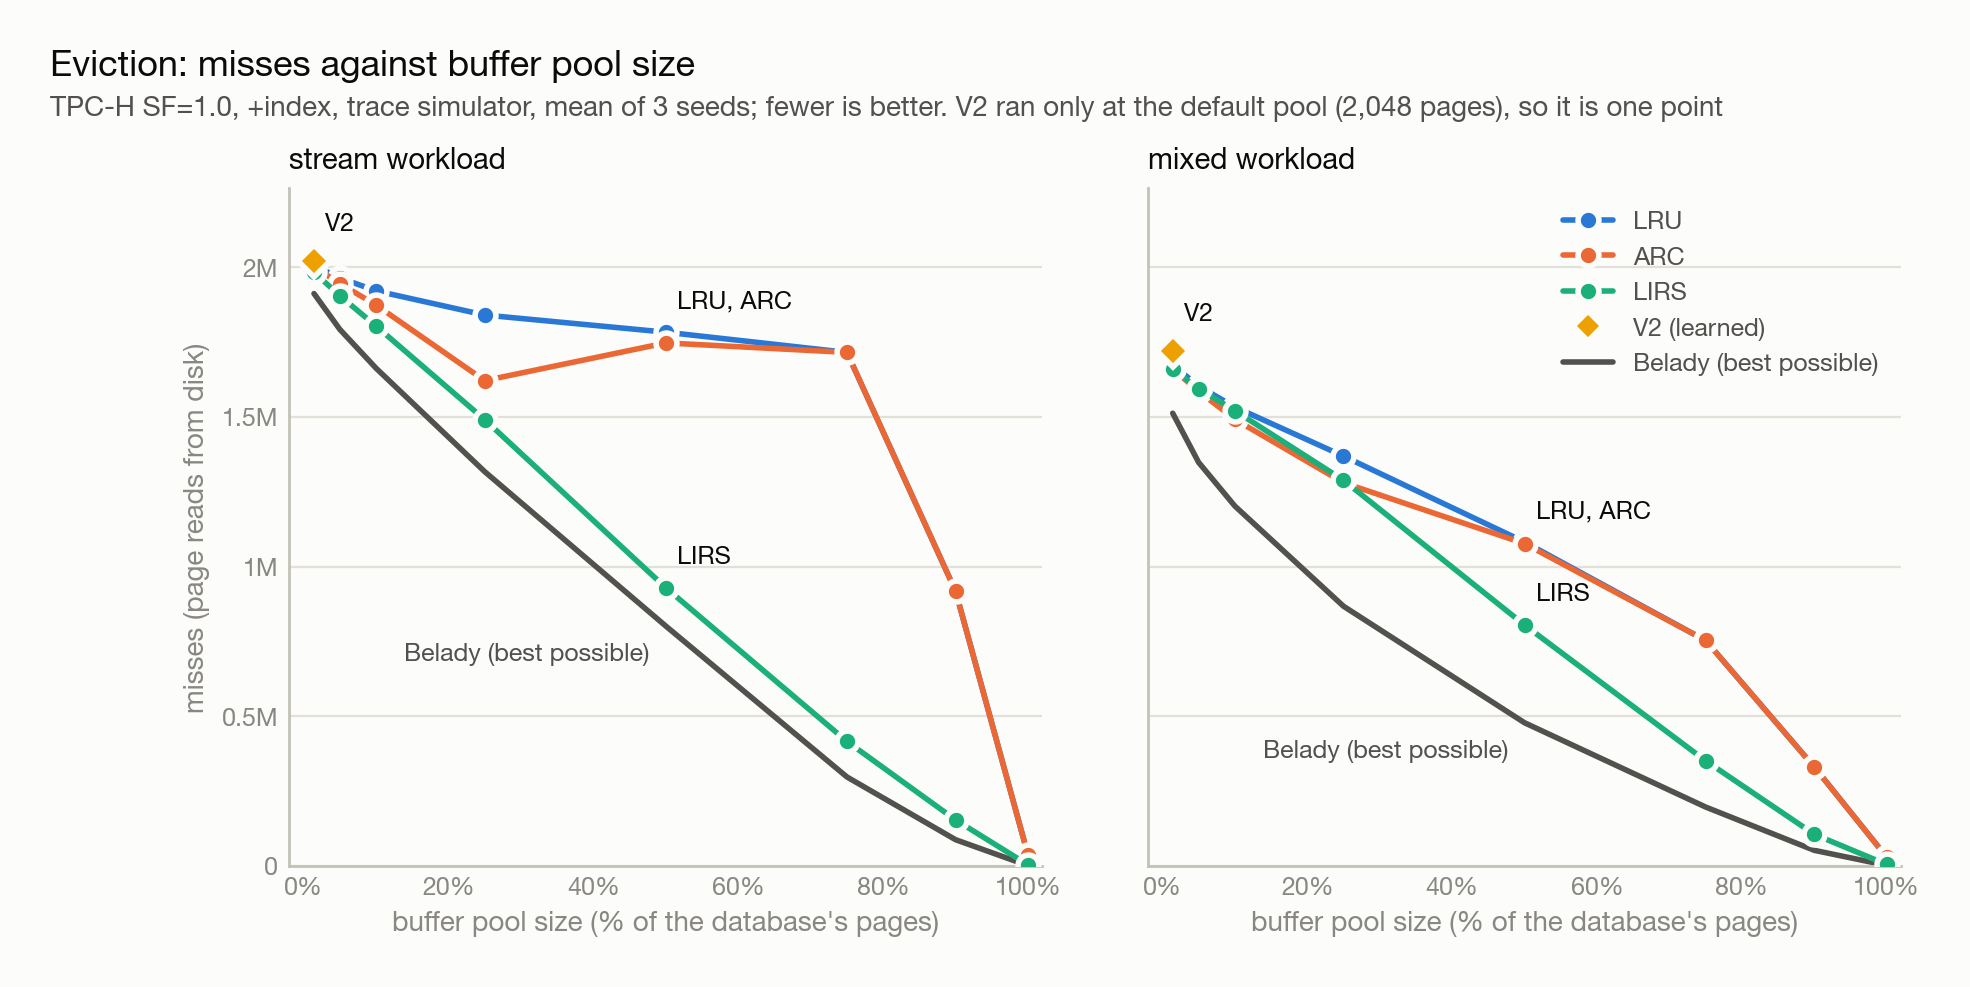 Eviction: misses against buffer pool size
TPC-H SF=1.0, +index, trace simulator, mean of 3 seeds; fewer is better. V2 ran only at the default pool (2,048 pages), so it is one point
stream workload
V2
LRU, ARC
LIRS
Belady (best possible)
misses (page reads from disk)
2M
1.5M
1M
0.5M
0
0% 20% 40% 60% 80% 100%
buffer pool size (% of the database's pages)
mixed workload
V2
LRU, ARC
LIRS
Belady (best possible)
LRU
ARC
LIRS
V2 (learned)
Belady (best possible)
0% 20% 40% 60% 80% 100%
buffer pool size (% of the database's pages)